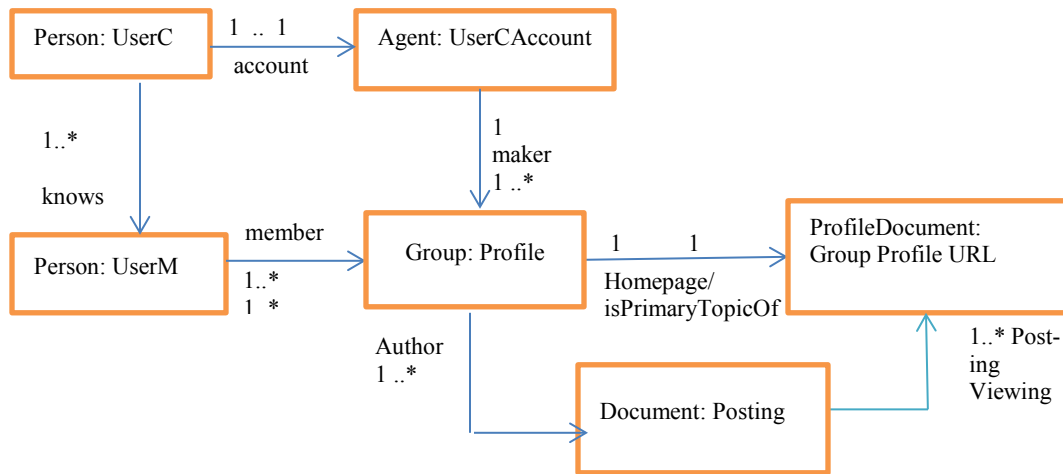 Person: UserC
1 .. 1
account
Agent: UserCAccount
1..*
knows
1
maker
1 ..*
Person: UserM
member
1..*
1 *
Group: Profile
1 1
Homepage/
isPrimaryTopicOf
ProfileDocument:
Group Profile URL
Author
1 ..*
Document: Posting
1..* Post-
ing
Viewing